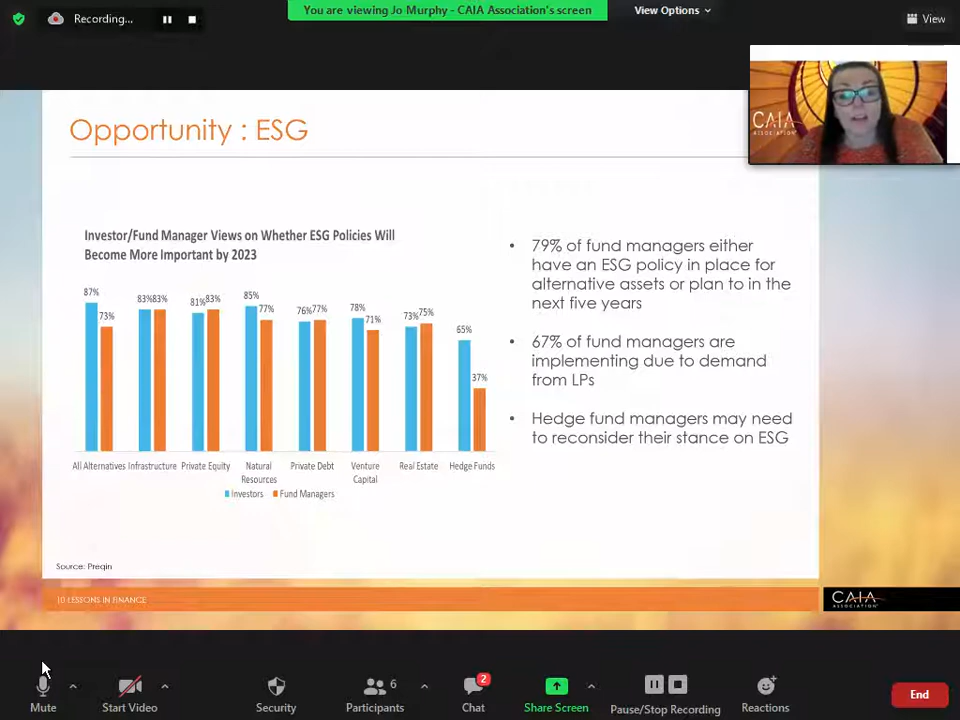 Recording...
You are viewing Jo Murphy - CAIA Association's screen
View Options
View
CAIA
ASSOCIATION
Opportunity : ESG
Investor/Fund Manager Views on Whether ESG Policies Will
Become More Important by 2023
87%
73%
83%83%
81%83%
85%
77%
76%77%
78%
71%
73%75%
65%
37%
All Alternatives Infrastructure Private Equity Natural Resources Private Debt Venture Capital Real Estate Hedge Funds
Investors Fund Managers
• 79% of fund managers either
have an ESG policy in place for
alternative assets or plan to in the
next five years
• 67% of fund managers are
implementing due to demand
from LPs
• Hedge fund managers may need
to reconsider their stance on ESG
Source: Preqin
10 LESSONS IN FINANCE
CAIA
ASSOCIATION
Mute
Start Video
Security
6
Participants
2
Chat
Share Screen
Pause/Stop Recording
Reactions
End